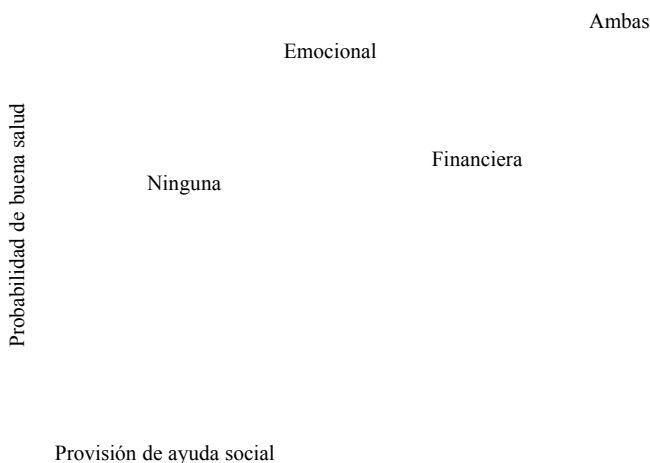 Ambas
Emocional
Financiera
Ninguna
Probabilidad de buena salud
Provisión de ayuda social